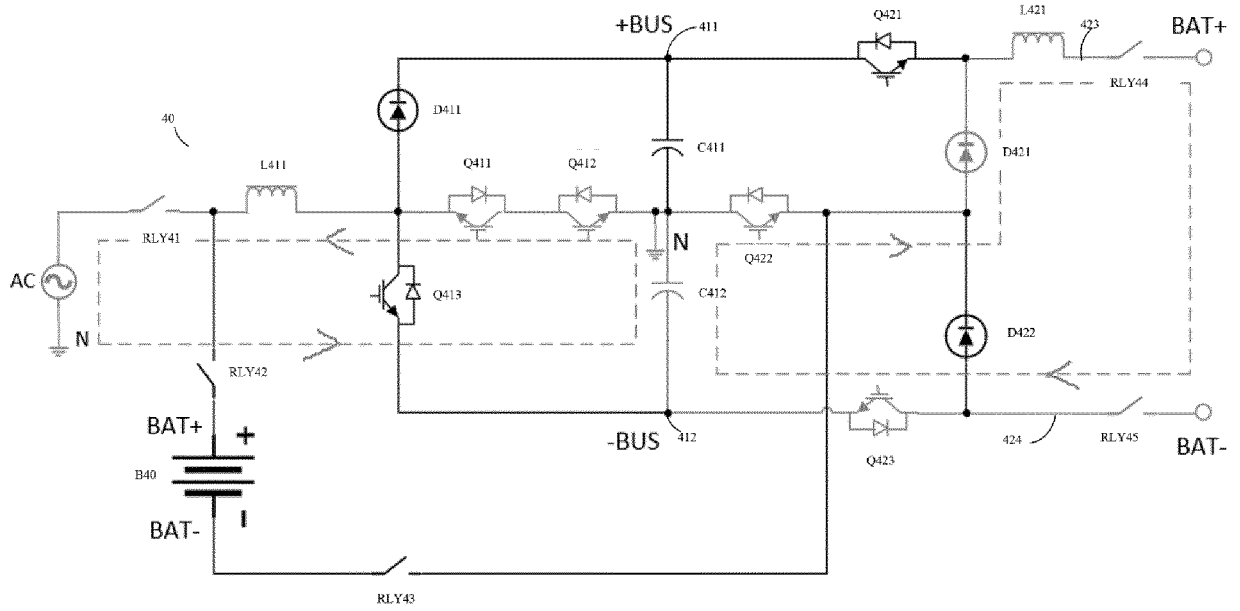 +BUS
411
Q421
L421
423
BAT+
RLY44
40
D411
C411
D421
L411
Q411
Q412
RLY41
N
Q422
AC
Q413
C412
N
D422
RLY42
BAT+
+
-BUS
412
Q423
424
RLY45
BAT-
B40
BAT-
RLY43